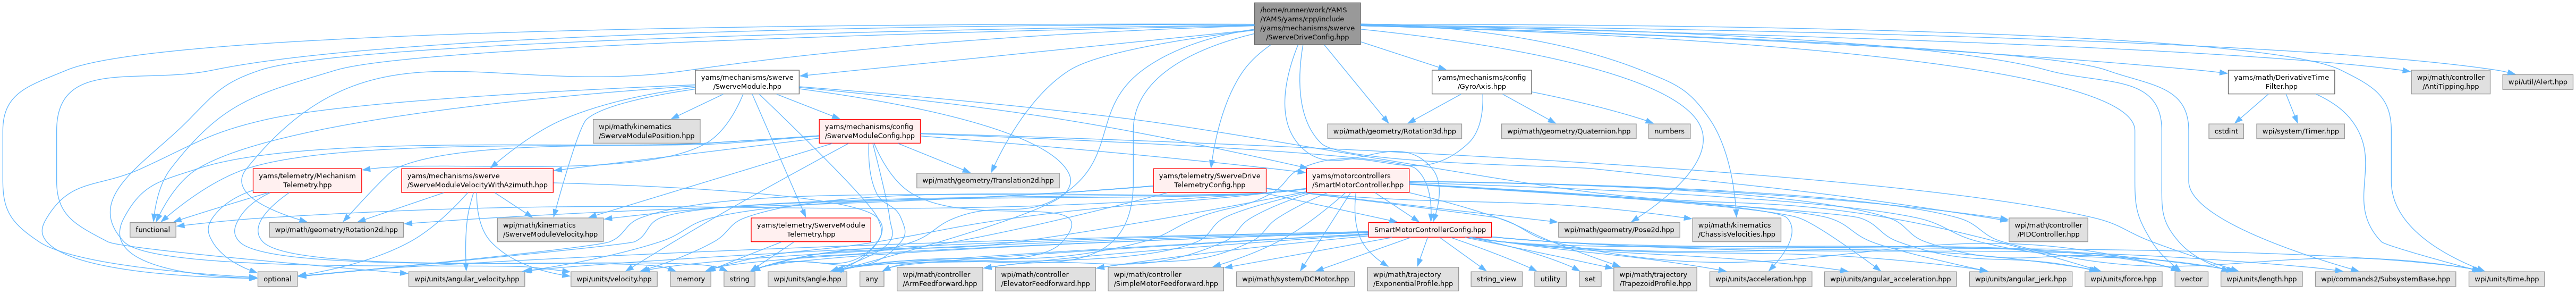 /home/runner/work/YAMS
/YAMS/yams/cpp/include
/yams/mechanisms/swerve
/SwerveDriveConfig.hpp
yams/mechanisms/swerve
/SwerveModule.hpp
yams/mechanisms/config
/GyroAxis.hpp
yams/math/DerivativeTime
Filter.hpp
wpi/math/controller
/AntiTipping.hpp
wpi/util/Alert.hpp
wpi/math/kinematics
/SwerveModulePosition.hpp
yams/mechanisms/config
/SwerveModuleConfig.hpp
wpi/math/geometry/Rotation3d.hpp
wpi/math/geometry/Quaternion.hpp
numbers
cstdint
wpi/system/Timer.hpp
yams/telemetry/Mechanism
Telemetry.hpp
yams/mechanisms/swerve
/SwerveModuleVelocityWithAzimuth.hpp
wpi/math/geometry/Translation2d.hpp
yams/telemetry/SwerveDrive
TelemetryConfig.hpp
yams/motorcontrollers
/SmartMotorController.hpp
functional
wpi/math/geometry/Rotation2d.hpp
wpi/math/kinematics
/SwerveModuleVelocity.hpp
yams/telemetry/SwerveModule
Telemetry.hpp
SmartMotorControllerConfig.hpp
wpi/math/geometry/Pose2d.hpp
wpi/math/kinematics
/ChassisVelocities.hpp
wpi/math/controller
/PIDController.hpp
optional
wpi/units/angular_velocity.hpp
wpi/units/velocity.hpp
memory
string
wpi/units/angle.hpp
any
wpi/math/controller
/ArmFeedforward.hpp
wpi/math/controller
/ElevatorFeedforward.hpp
wpi/math/controller
/SimpleMotorFeedforward.hpp
wpi/math/system/DCMotor.hpp
wpi/math/trajectory
/ExponentialProfile.hpp
string_view
utility
set
wpi/math/trajectory
/TrapezoidProfile.hpp
wpi/units/acceleration.hpp
wpi/units/angular_acceleration.hpp
wpi/units/angular_jerk.hpp
wpi/units/force.hpp
vector
wpi/units/length.hpp
wpi/commands2/SubsystemBase.hpp
wpi/units/time.hpp